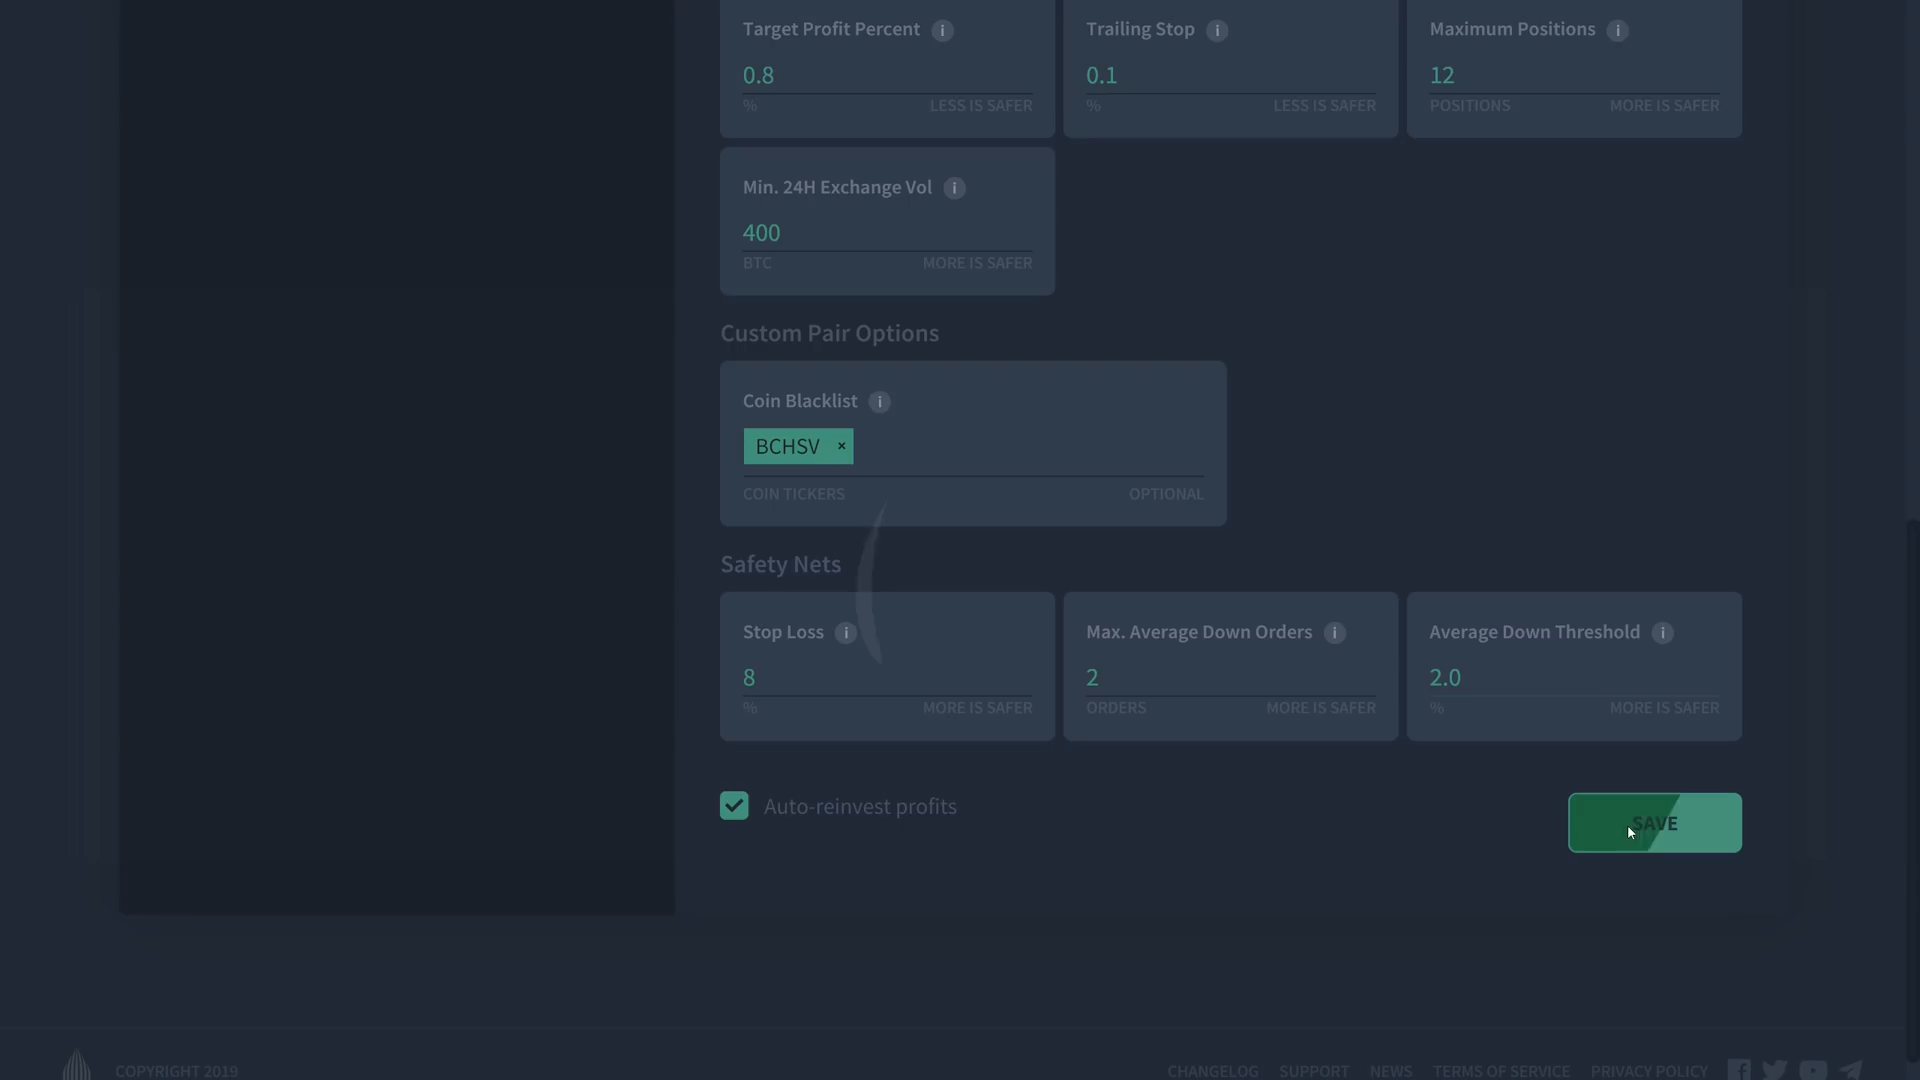 Target Profit Percent i
Trailing Stop i
Maximum Positions i
0.8
0.1
12
% LESS IS SAFER
% LESS IS SAFER
POSITIONS MORE IS SAFER
Min. 24H Exchange Vol i
400
BTC MORE IS SAFER
Custom Pair Options
Coin Blacklist i
BCHSV ×
COIN TICKERS OPTIONAL
Safety Nets
Stop Loss i
Max. Average Down Orders i
Average Down Threshold i
8
2
2.0
% MORE IS SAFER
ORDERS MORE IS SAFER
% MORE IS SAFER
Auto-reinvest profits
SAVE
COPYRIGHT 2019
CHANGELOG SUPPORT NEWS TERMS OF SERVICE PRIVACY POLICY